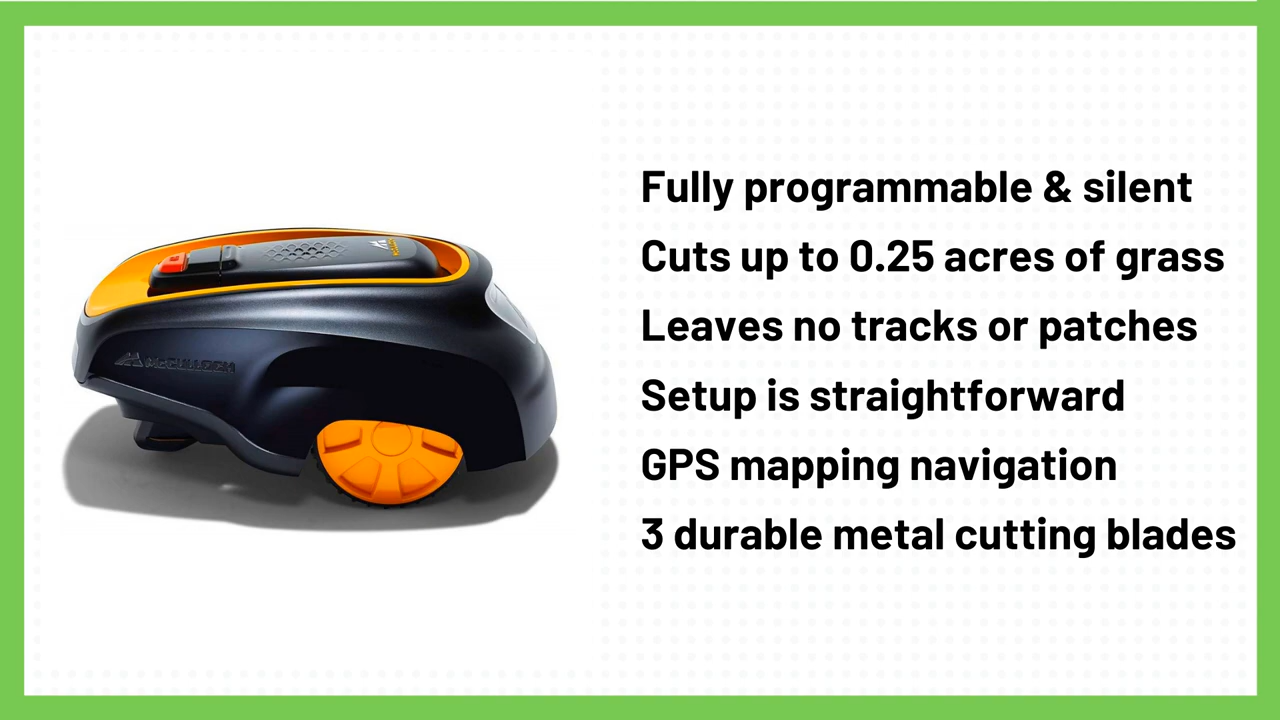 McCULLOCH
Fully programmable & silent
Cuts up to 0.25 acres of grass
Leaves no tracks or patches
Setup is straightforward
GPS mapping navigation
3 durable metal cutting blades